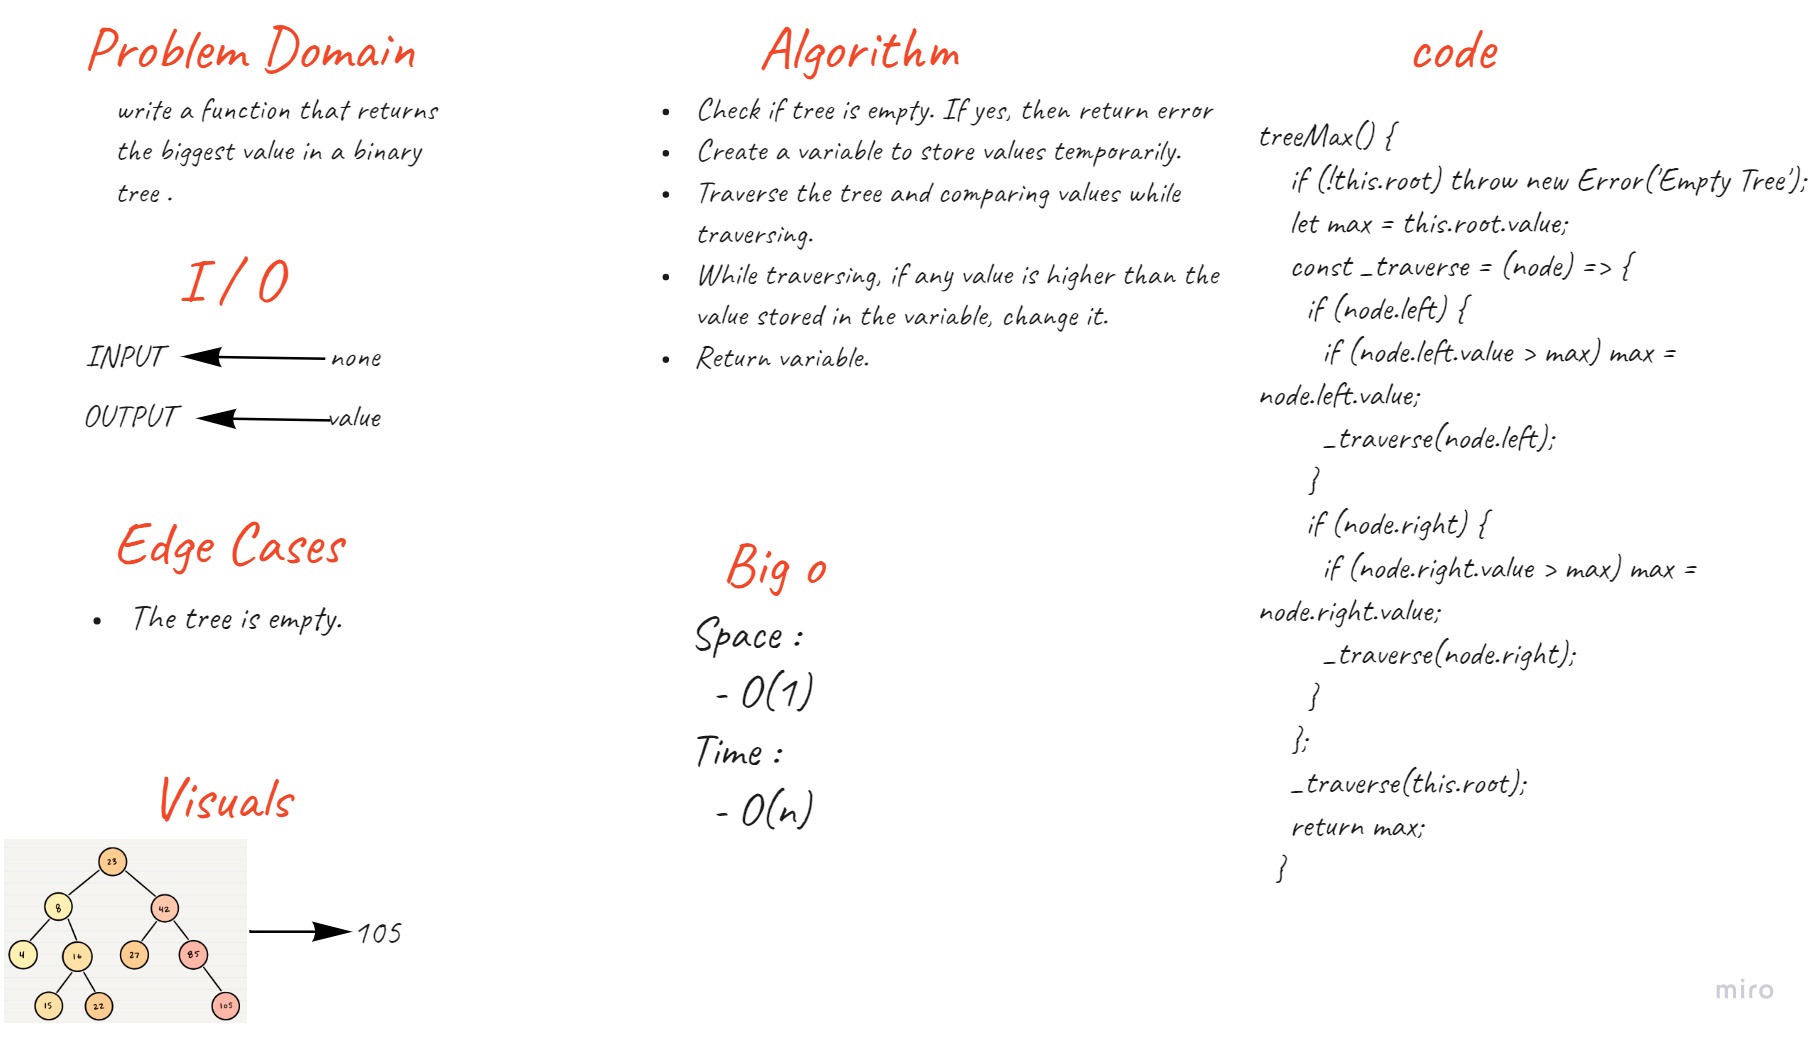 Problem Domain
write a function that returns
the biggest value in a binary
tree .
I / O
INPUT none
OUTPUT value
Edge Cases
• The tree is empty.
Visuals
23
8 42
4 16 27 85
15 22 105
105
Algorithm
• Check if tree is empty. If yes, then return error
• Create a variable to store values temporarily.
• Traverse the tree and comparing values while
traversing.
• While traversing, if any value is higher than the
value stored in the variable, change it.
• Return variable.
Big o
Space :
- O(1)
Time :
- O(n)
code
treeMax() {
if (!this.root) throw new Error('Empty Tree');
let max = this.root.value;
const _traverse = (node) => {
if (node.left) {
if (node.left.value > max) max =
node.left.value;
_traverse(node.left);
}
if (node.right) {
if (node.right.value > max) max =
node.right.value;
_traverse(node.right);
}
};
_traverse(this.root);
return max;
}
miro